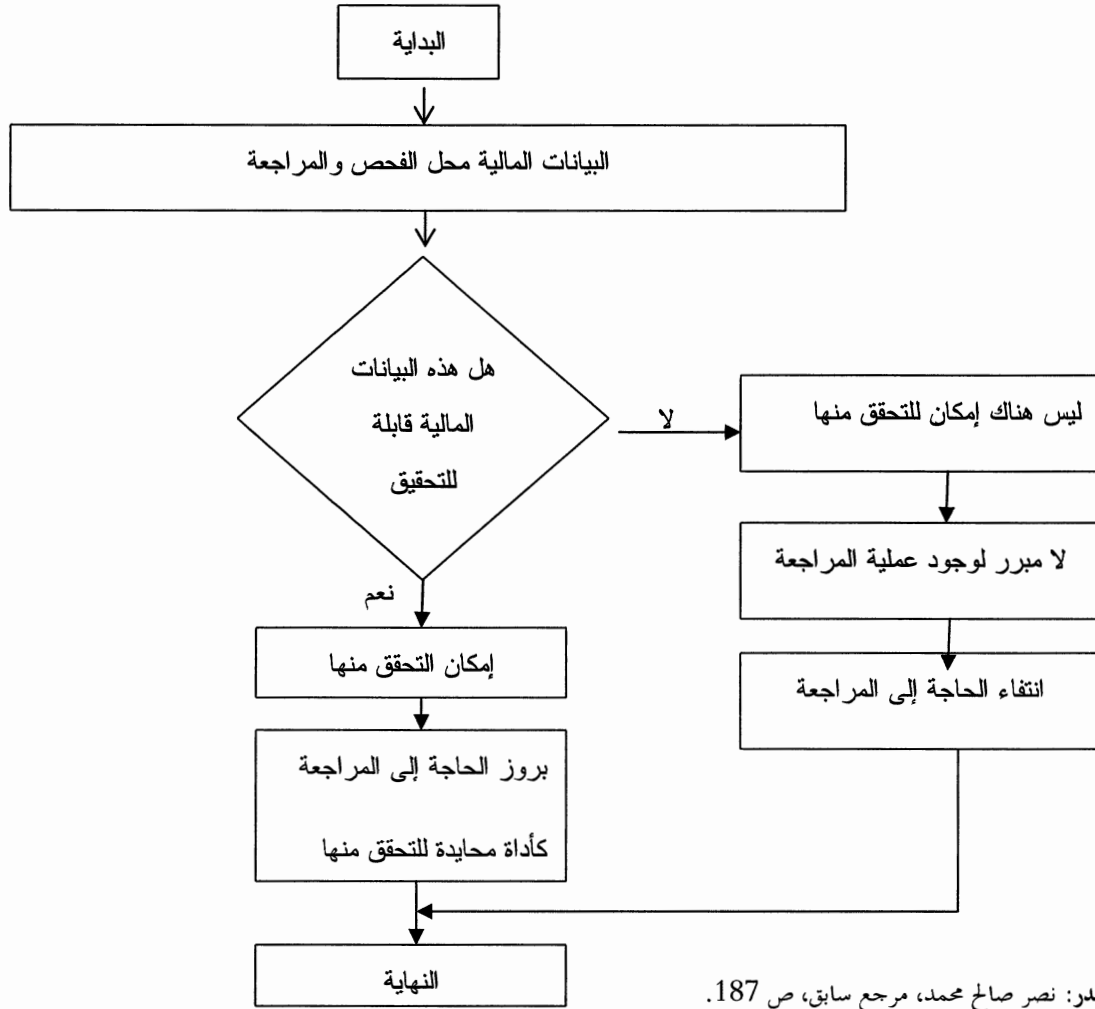 البداية
البيانات المالية محل الفحص والمراجعة
هل هذه البيانات
المالية قابلة
للتحقيق
لا
ليس هناك إمكان للتحقق منها
لا مبرر لوجود عملية المراجعة
انتفاء الحاجة إلى المراجعة
نعم
إمكان التحقق منها
بروز الحاجة إلى المراجعة
كأداة محايدة للتحقق منها
النهاية
نصر صالح محمد، مرجع سابق، ص 187.